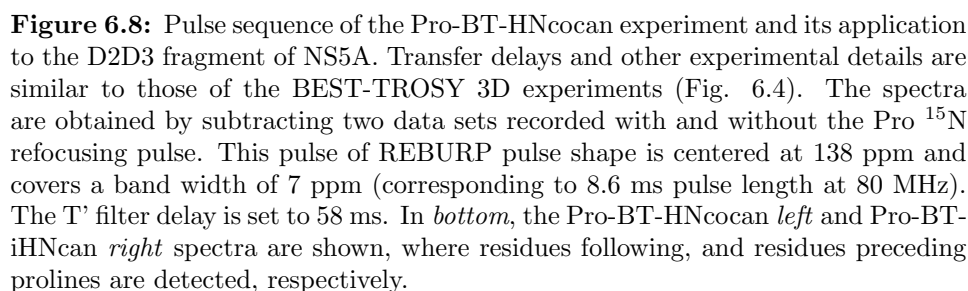 Figure 6.8: Pulse sequence of the Pro-BT-HNcocan experiment and its application
to the D2D3 fragment of NS5A. Transfer delays and other experimental details are
similar to those of the BEST-TROSY 3D experiments (Fig. 6.4). The spectra
are obtained by subtracting two data sets recorded with and without the Pro ¹⁵N
refocusing pulse. This pulse of REBURP pulse shape is centered at 138 ppm and
covers a band width of 7 ppm (corresponding to 8.6 ms pulse length at 80 MHz).
The T' filter delay is set to 58 ms. In bottom, the Pro-BT-HNcocan left and Pro-BT-
iHNcan right spectra are shown, where residues following, and residues preceding
prolines are detected, respectively.